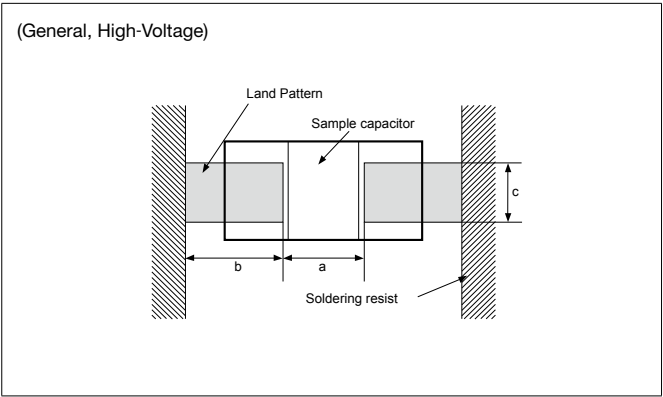 (General, High-Voltage)
Land Pattern
Sample capacitor
c
b
a
Soldering resist